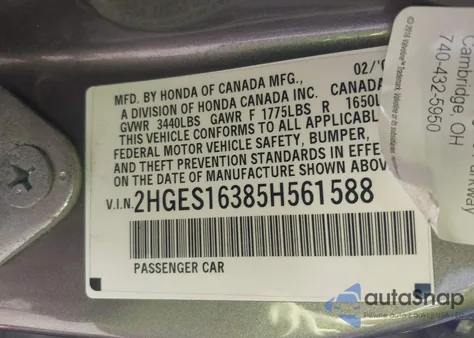 MFD. BY HONDA OF CANADA MFG., 02/'
A DIVISION OF HONDA CANADA INC. CANADA
GVWR 3440LBS GAWR F 1775LBS R 1650L
THIS VEHICLE CONFORMS TO ALL APPLICABLE
FEDERAL MOTOR VEHICLE SAFETY, BUMPER,
AND THEFT PREVENTION STANDARDS IN EFFE
ON THE DATE OF MANUFACTURE SHOWN ABOV
V.I.N. 2HGES16385H561588
PASSENGER CAR
Cambridge, OH
740-432-5950
autoSnap